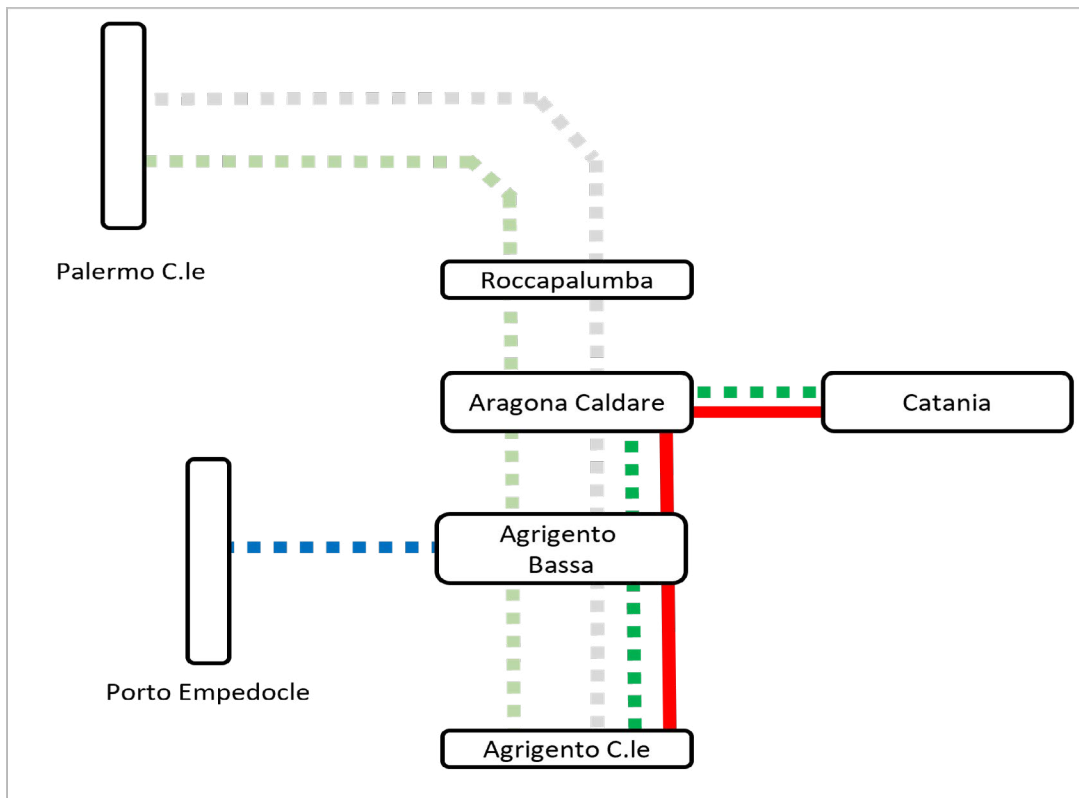 Palermo C.le
Roccapalumba
Aragona Caldare
Catania
Agrigento
Bassa
Porto Empedocle
Agrigento C.le